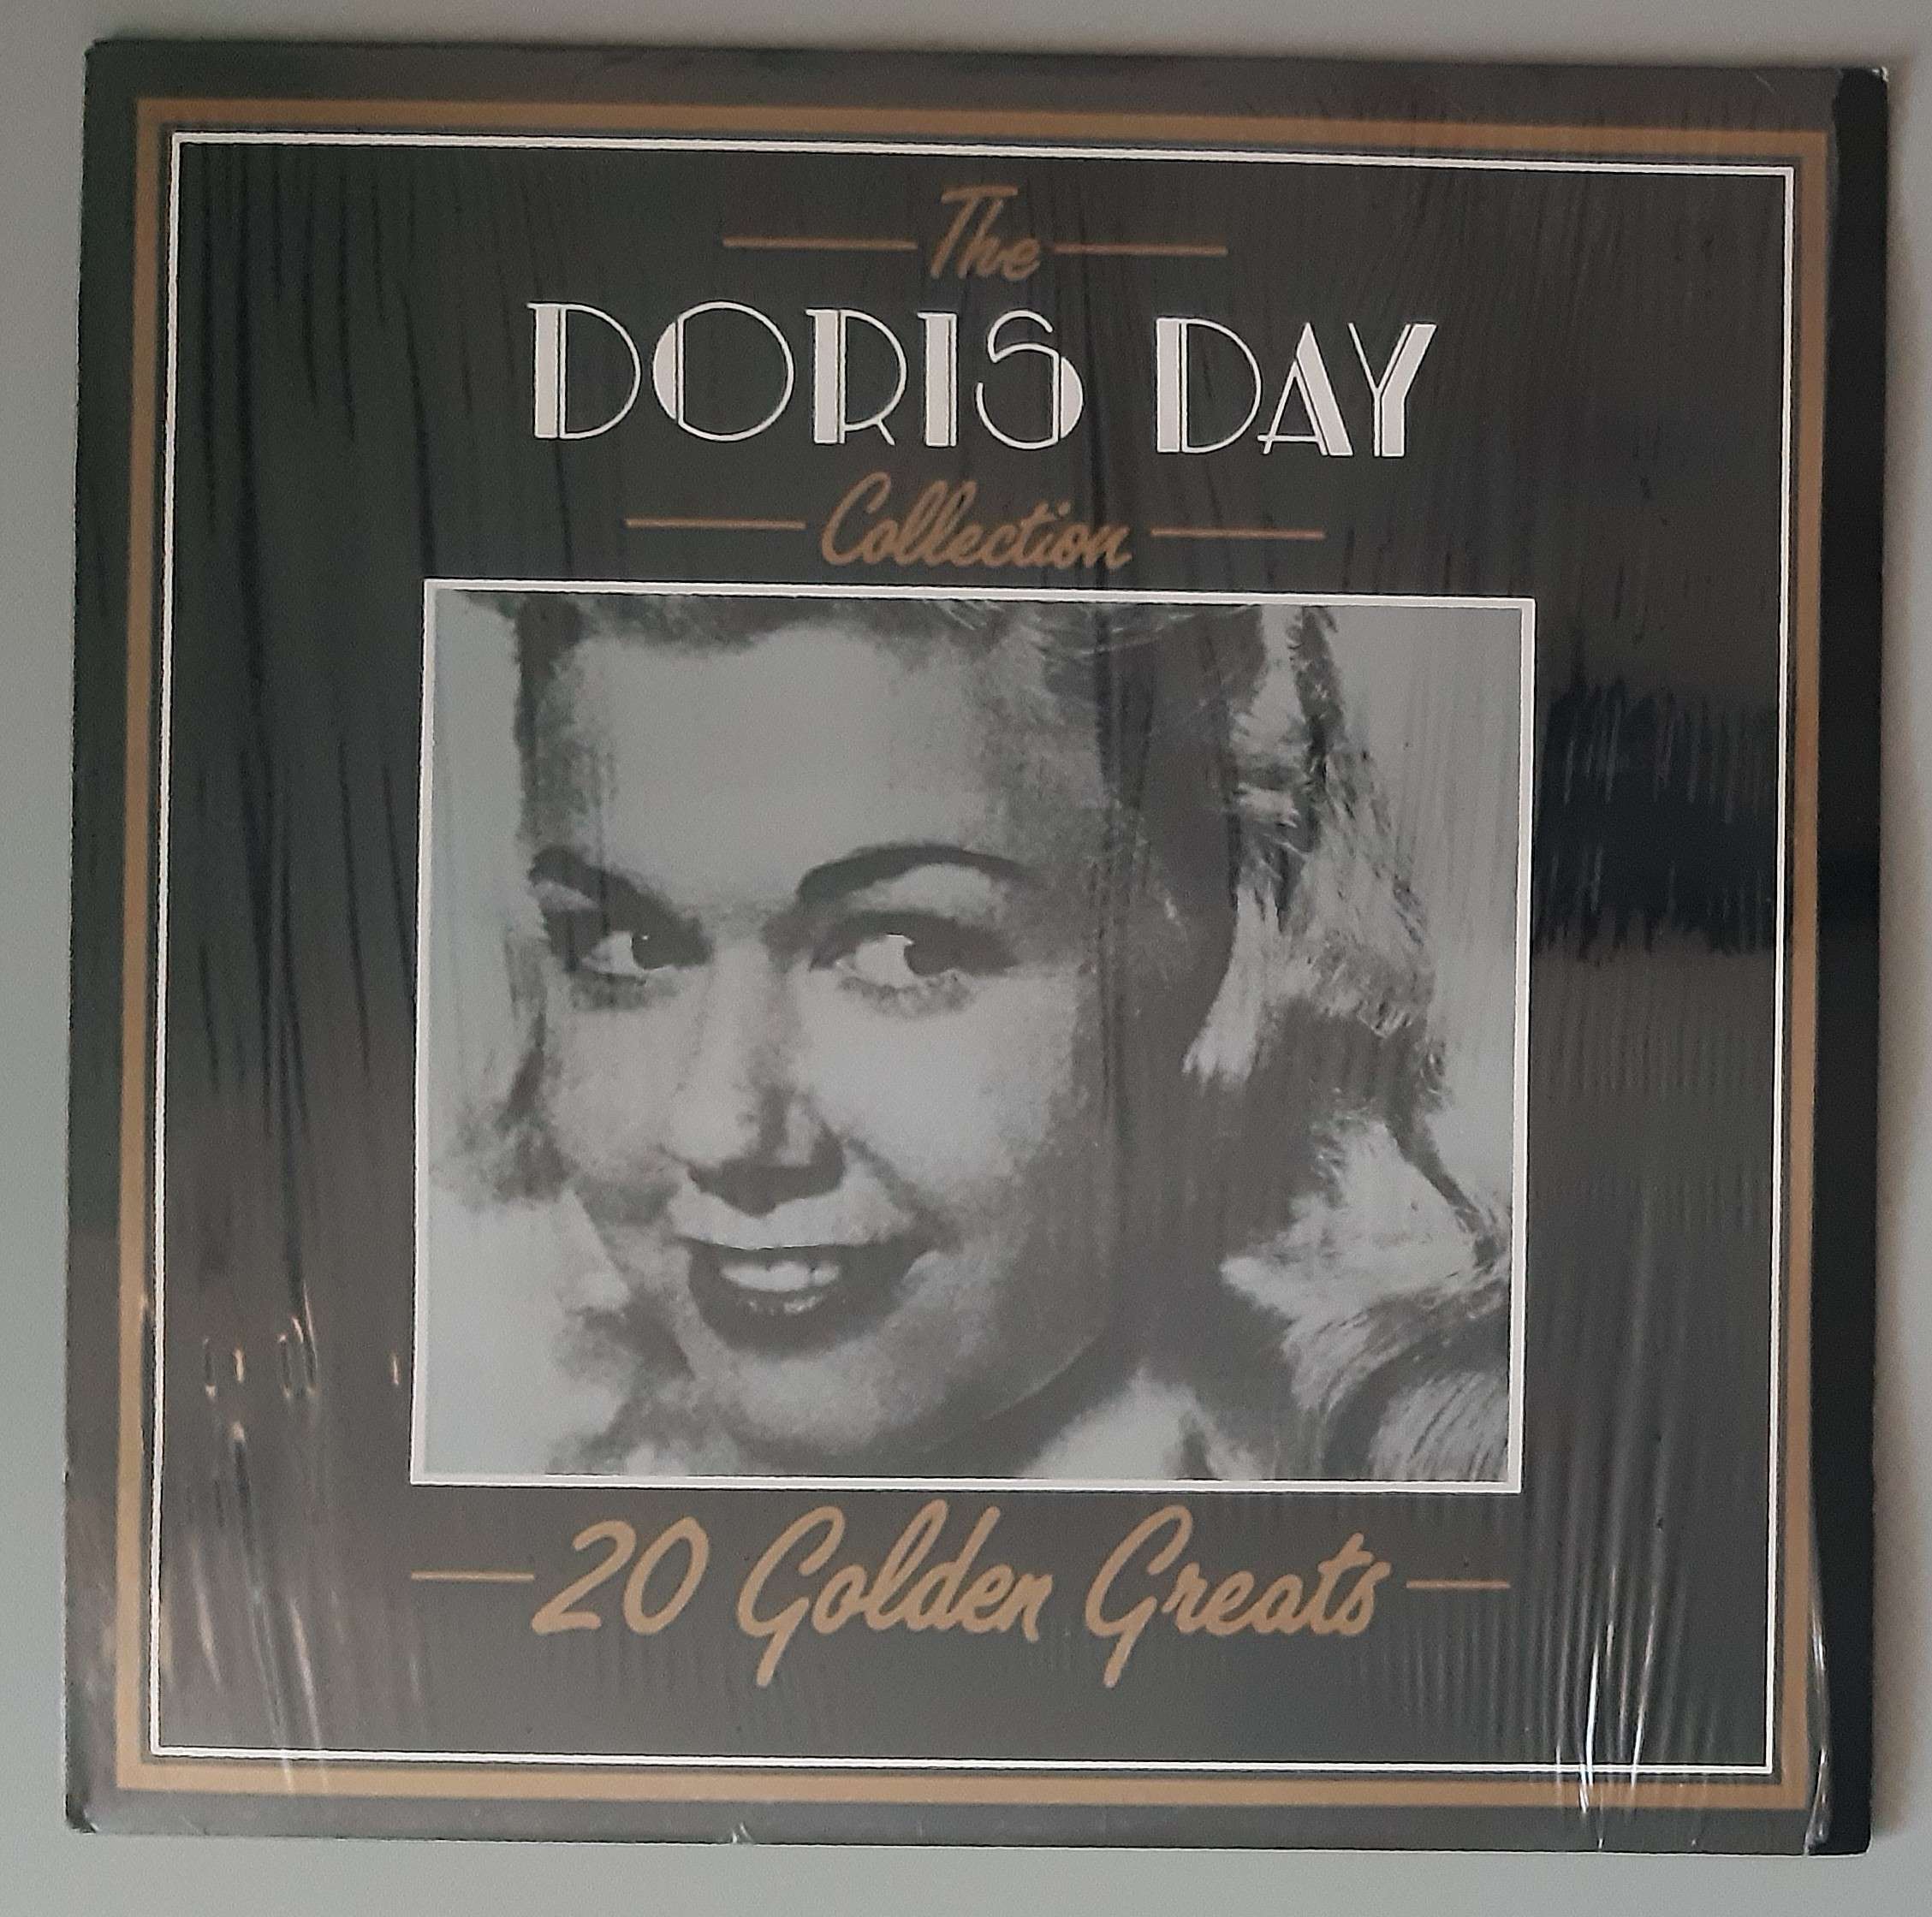 The
DORIS DAY
Collection
20 Golden Greats